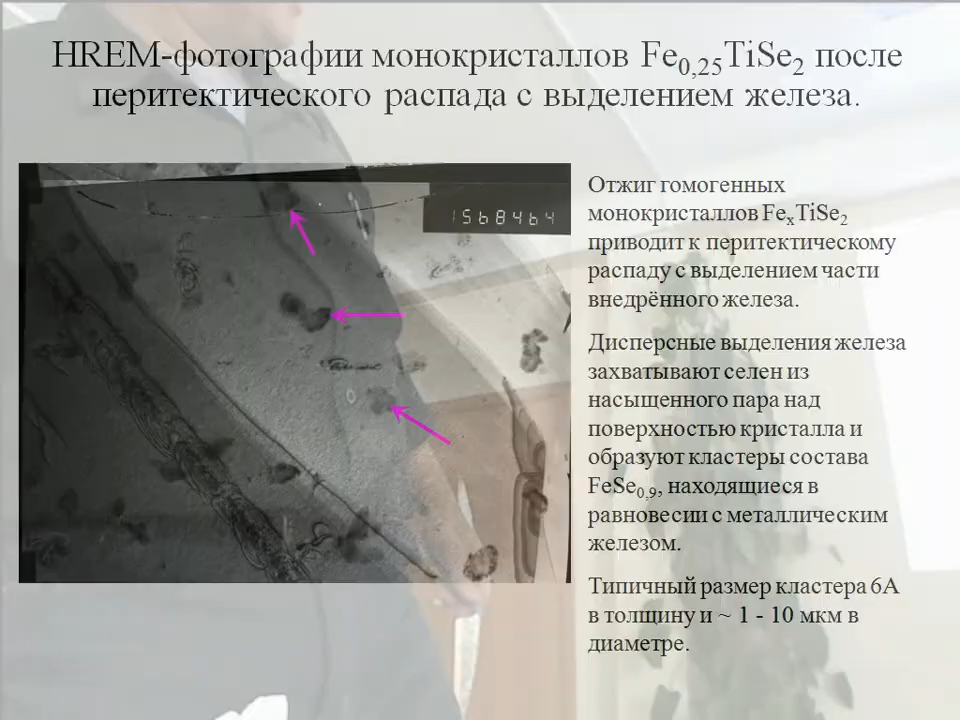 HREM-фотографии монокристаллов Fe0,25TiSe2 после
перитектического распада с выделением железа.
1568464
Отжиг гомогенных
монокристаллов FexTiSe2
приводит к перитектическому
распаду с выделением части
внедрённого железа.
Дисперсные выделения железа
захватывают селен из
насыщенного пара над
поверхностью кристалла и
образуют кластеры состава
FeSe0,9, находящиеся в
равновесии с металлическим
железом.
Типичный размер кластера 6А
в толщину и ~ 1 - 10 мкм в
диаметре.